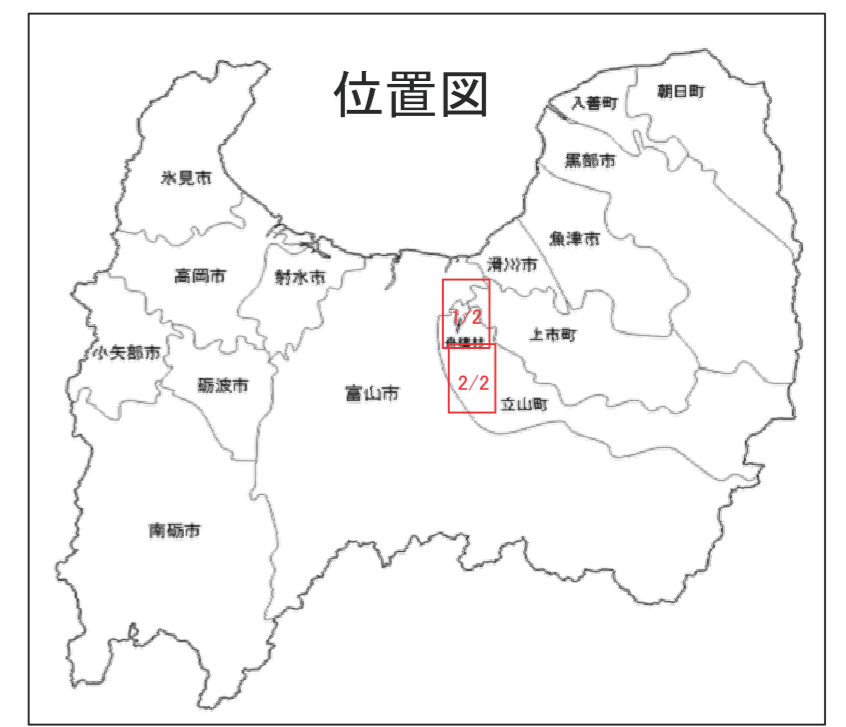 位置図
入善町
朝日町
黒部市
氷見市
魚津市
滑川市
高岡市
射水市
1/2
上市町
舟橋村
小矢部市
砺波市
2/2
富山市
立山町
南砺市